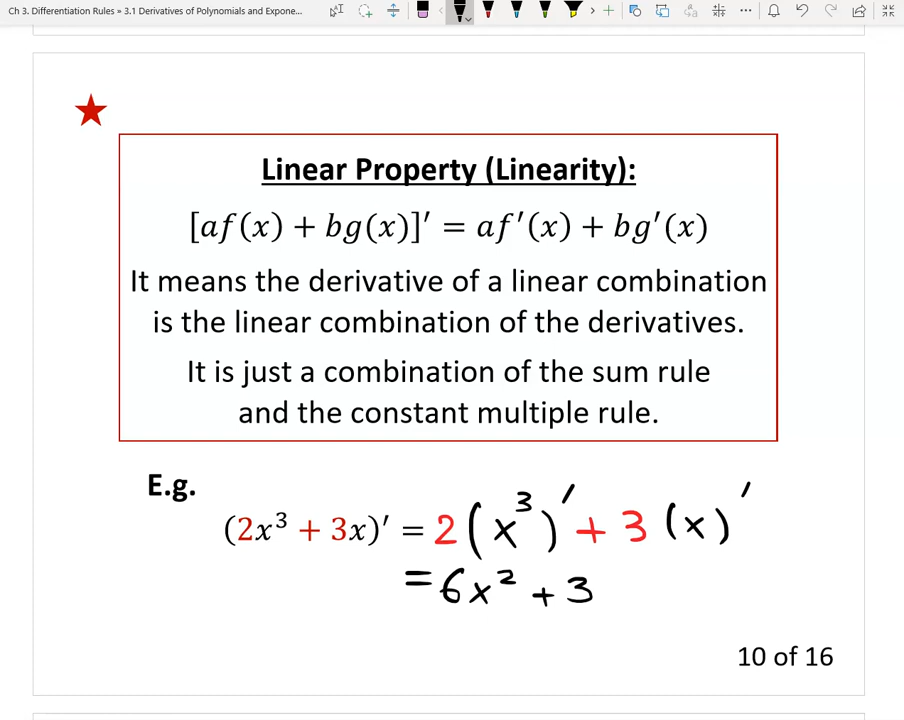 Ch 3. Differentiation Rules » 3.1 Derivatives of Polynomials and Expone...
Linear Property (Linearity):
[af(x) + bg(x)]′ = af′(x) + bg′(x)
It means the derivative of a linear combination
is the linear combination of the derivatives.
It is just a combination of the sum rule
and the constant multiple rule.
E.g.
(2x³ + 3x)′ = 2(x³)′ + 3(x)′
= 6x² + 3
10 of 16